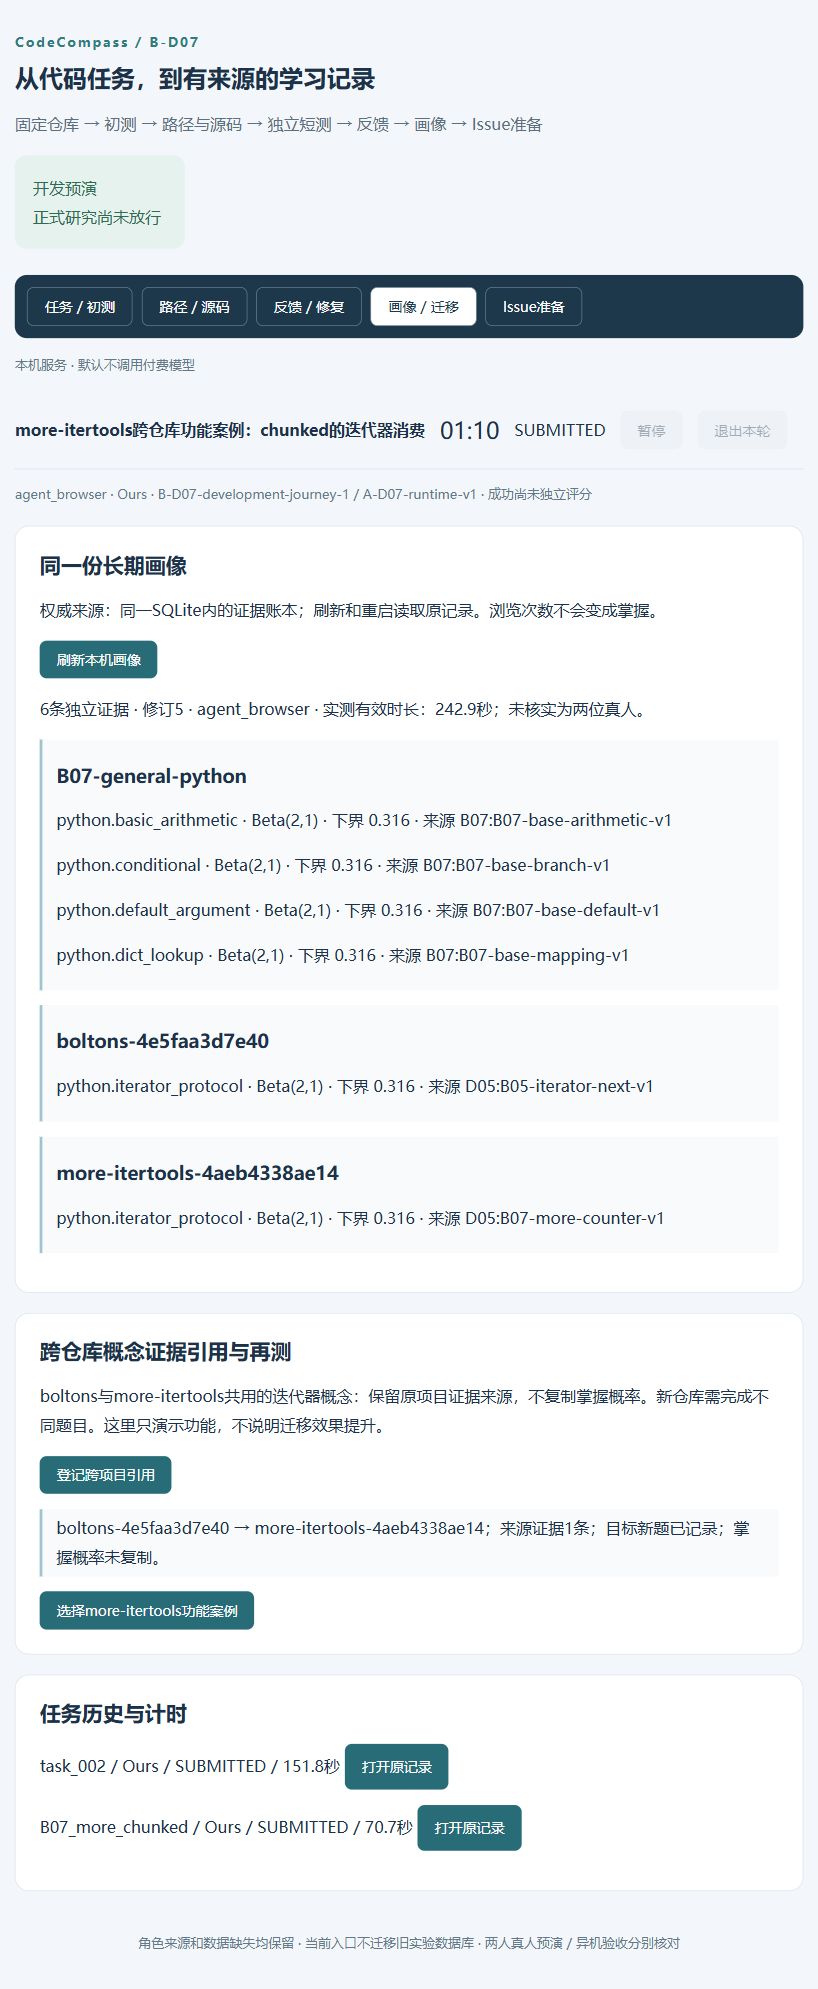 CodeCompass / B-D07
从代码任务，到有来源的学习记录
固定仓库 → 初测 → 路径与源码 → 独立短测 → 反馈 → 画像 → Issue准备
开发预演
正式研究尚未放行
任务 / 初测
路径 / 源码
反馈 / 修复
画像 / 迁移
Issue准备
本机服务 · 默认不调用付费模型
more-itertools跨仓库功能案例：chunked的迭代器消费 01:10 SUBMITTED 暂停 退出本轮
agent_browser · Ours · B-D07-development-journey-1 / A-D07-runtime-v1 · 成功尚未独立评分
同一份长期画像
权威来源：同一SQLite内的证据账本；刷新和重启读取原记录。浏览次数不会变成掌握。
刷新本机画像
6条独立证据 · 修订5 · agent_browser · 实测有效时长：242.9秒；未核实为两位真人。
B07-general-python
python.basic_arithmetic · Beta(2,1) · 下界 0.316 · 来源 B07:B07-base-arithmetic-v1
python.conditional · Beta(2,1) · 下界 0.316 · 来源 B07:B07-base-branch-v1
python.default_argument · Beta(2,1) · 下界 0.316 · 来源 B07:B07-base-default-v1
python.dict_lookup · Beta(2,1) · 下界 0.316 · 来源 B07:B07-base-mapping-v1
boltons-4e5faa3d7e40
python.iterator_protocol · Beta(2,1) · 下界 0.316 · 来源 D05:B05-iterator-next-v1
more-itertools-4aeb4338ae14
python.iterator_protocol · Beta(2,1) · 下界 0.316 · 来源 D05:B07-more-counter-v1
跨仓库概念证据引用与再测
boltons与more-itertools共用的迭代器概念：保留原项目证据来源，不复制掌握概率。新仓库需完成不
同题目。这里只演示功能，不说明迁移效果提升。
登记跨项目引用
boltons-4e5faa3d7e40 → more-itertools-4aeb4338ae14；来源证据1条；目标新题已记录；掌
握概率未复制。
选择more-itertools功能案例
任务历史与计时
task_002 / Ours / SUBMITTED / 151.8秒 打开原记录
B07_more_chunked / Ours / SUBMITTED / 70.7秒 打开原记录
角色来源和数据缺失均保留 · 当前入口不迁移旧实验数据库 · 两人真人预演 / 异机验收分别核对